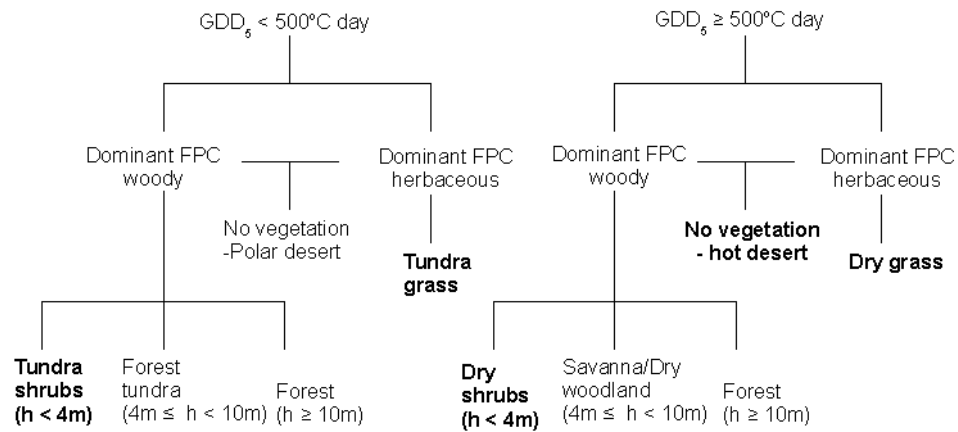 GDD₅ < 500°C day
GDD₅ ≥ 500°C day
Dominant FPC
woody
Dominant FPC
herbaceous
Dominant FPC
woody
Dominant FPC
herbaceous
No vegetation
-Polar desert
No vegetation
- hot desert
Tundra
grass
Dry grass
Tundra
shrubs
(h < 4m)
Forest
tundra
(4m ≤ h < 10m)
Forest
(h ≥ 10m)
Dry
shrubs
(h < 4m)
Savanna/Dry
woodland
(4m ≤ h < 10m)
Forest
(h ≥ 10m)